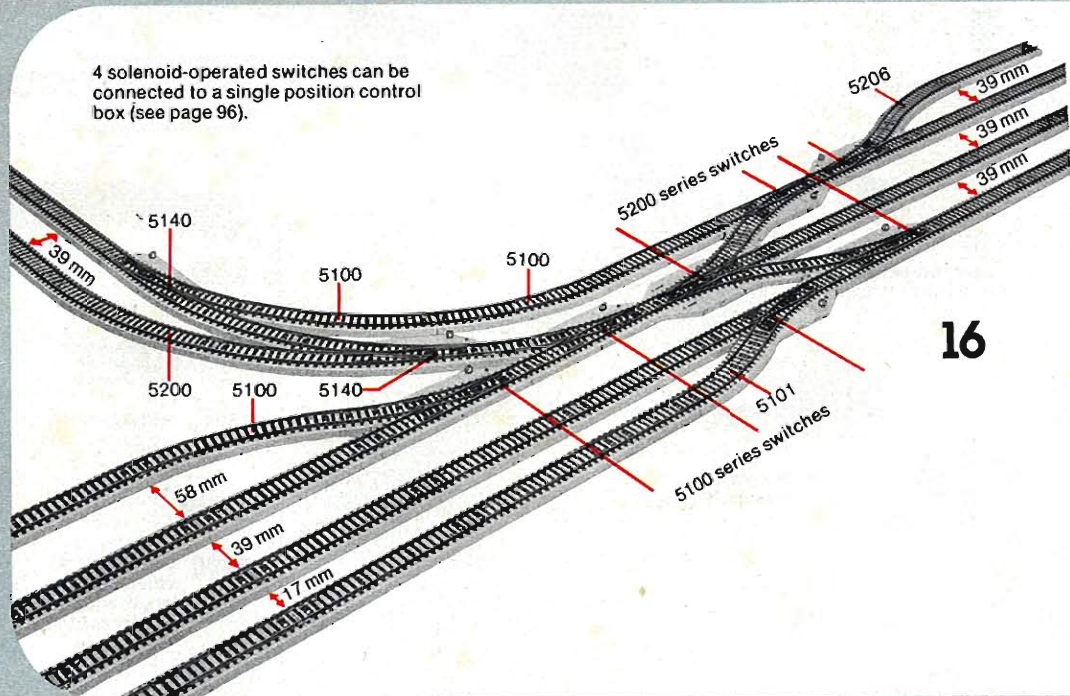 4 solenoid-operated switches can be
connected to a single position control
box (see page 96).
5206
39 mm
39 mm
39 mm
5200 series switches
5140
39 mm
5100
5100
5200
5100
5140
16
5101
5100 series switches
58 mm
39 mm
17 mm